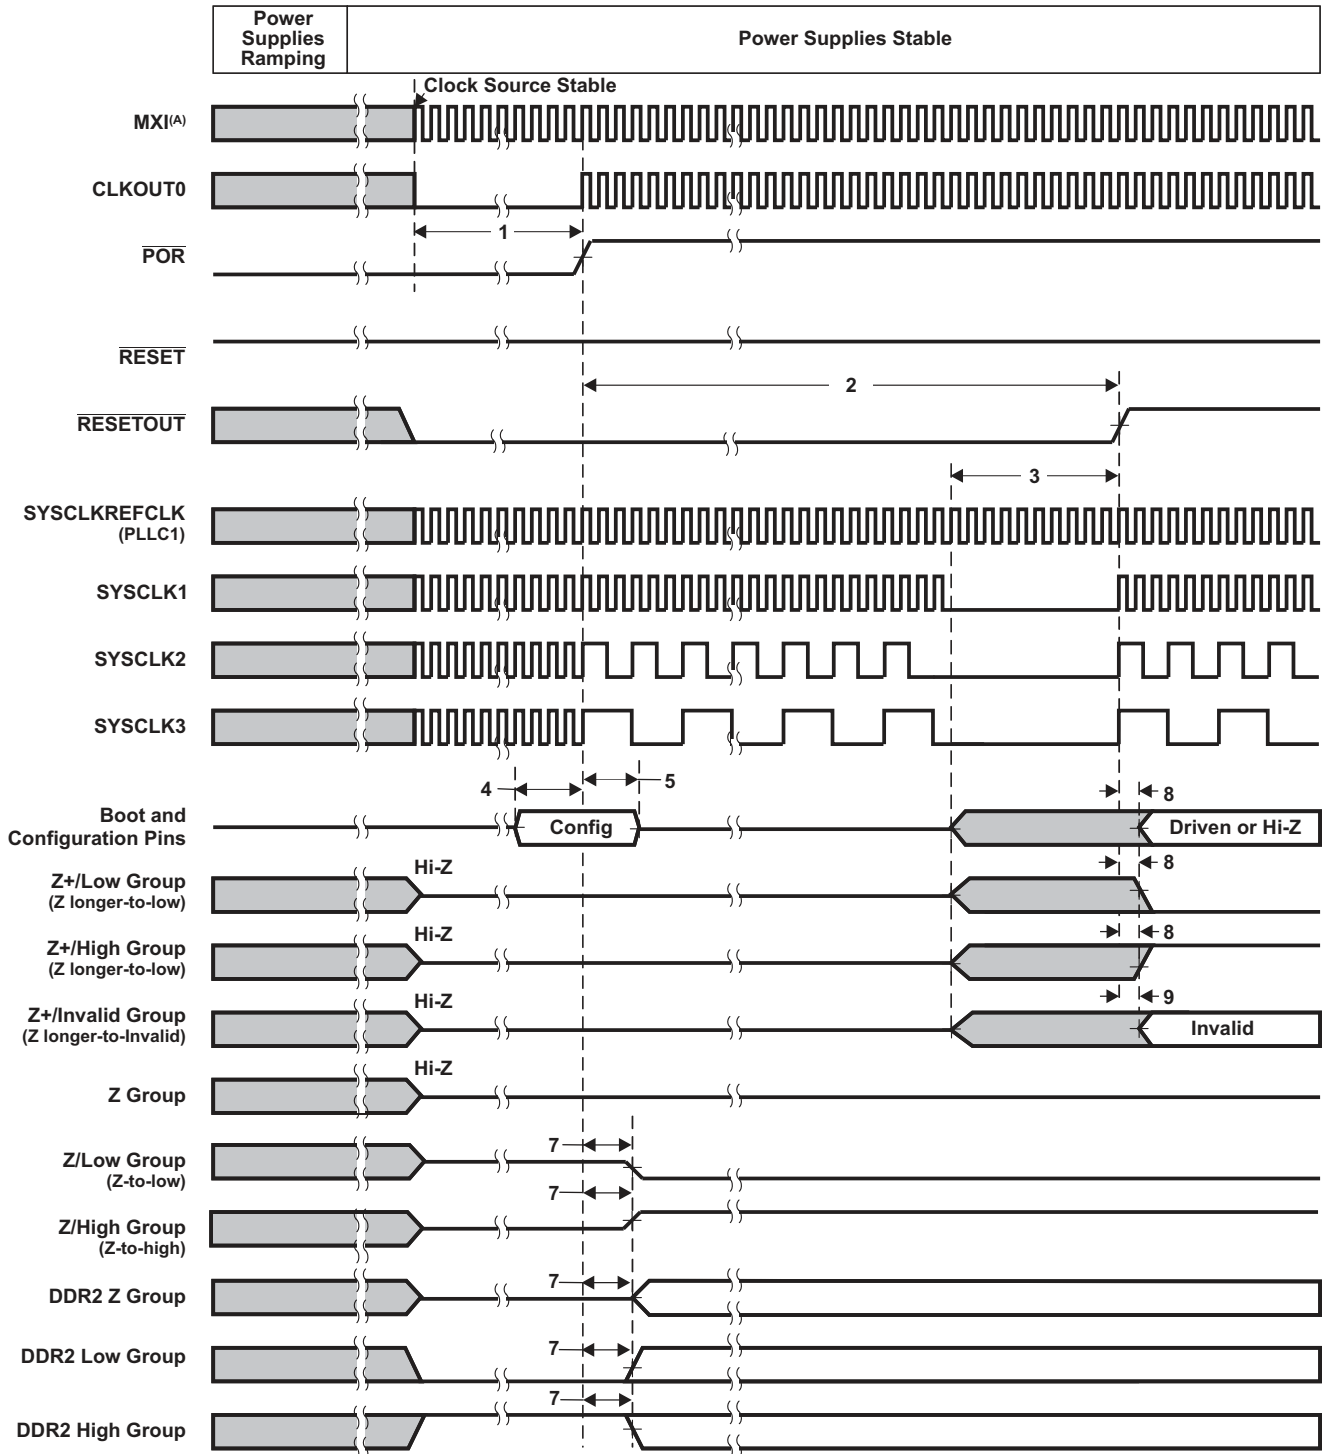 Power
Supplies
Ramping
Power Supplies Stable
Clock Source Stable
MXI(A)
CLKOUT0
1
POR
RESET
2
RESETOUT
3
SYSCLKREFCLK
(PLLC1)
SYSCLK1
SYSCLK2
SYSCLK3
4
5
8
Boot and
Configuration Pins
Config
Driven or Hi-Z
Hi-Z
8
Z+/Low Group
(Z longer-to-low)
Hi-Z
8
Z+/High Group
(Z longer-to-low)
Hi-Z
9
Z+/Invalid Group
(Z longer-to-Invalid)
Invalid
Hi-Z
Z Group
7
Z/Low Group
(Z-to-low)
7
Z/High Group
(Z-to-high)
7
DDR2 Z Group
7
DDR2 Low Group
7
DDR2 High Group